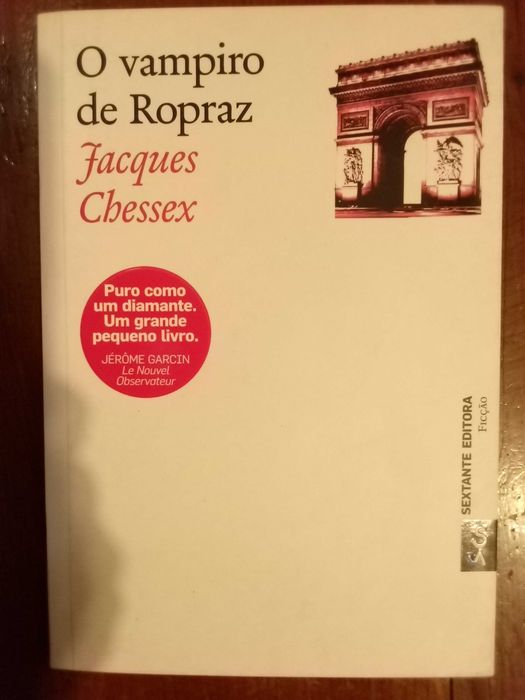 O vampiro
de Ropraz
Jacques
Chessex
Puro como
um diamante.
Um grande
pequeno livro.
JÉRÔME GARCIN
Le Nouvel
Observateur
SEXTANTE EDITORA
Ficção